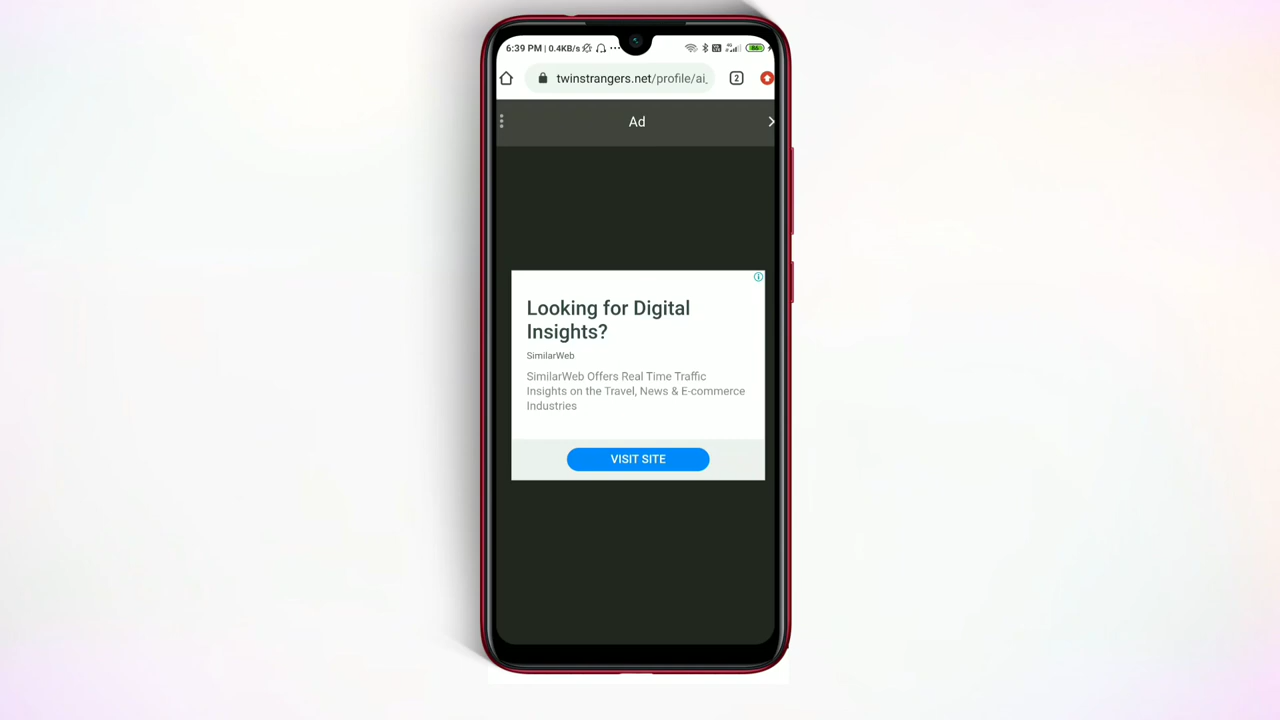 6:39 PM | 0.4KB/s ...
twinstrangers.net/profile/ai_
2
Ad
Looking for Digital
Insights?
SimilarWeb
SimilarWeb Offers Real Time Traffic
Insights on the Travel, News & E-commerce
Industries
VISIT SITE